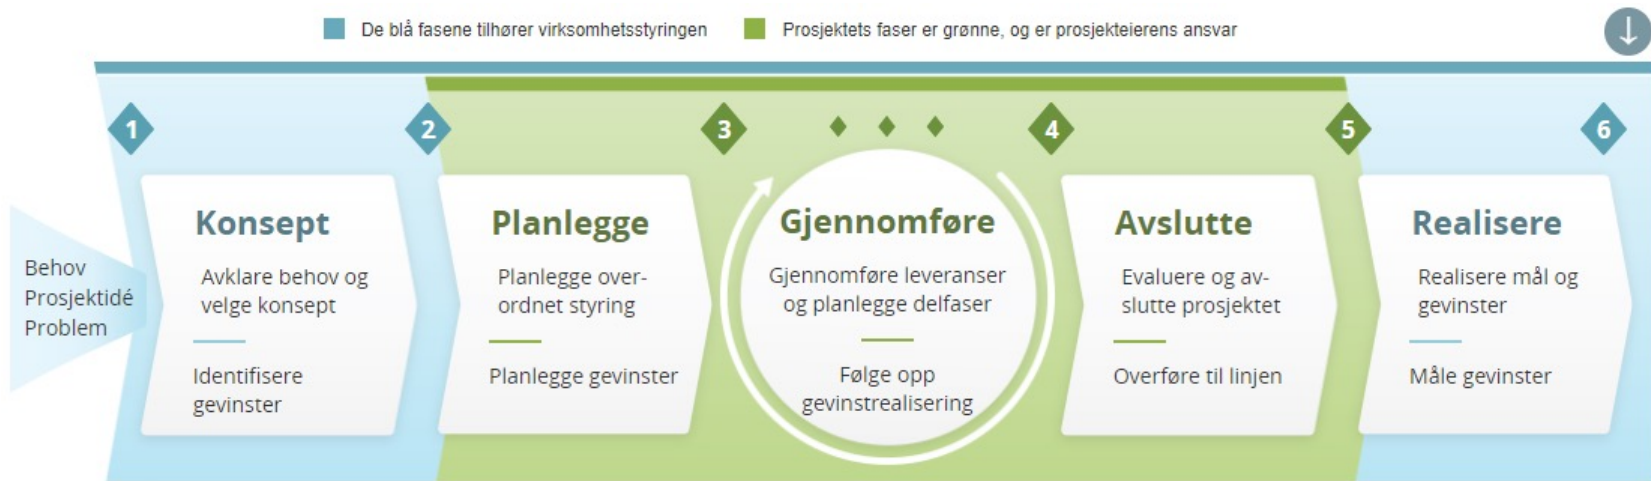 De blå fasene tilhører virksomhetsstyringen
Prosjektets faser er grønne, og er prosjekteierens ansvar
1
2
3
4
5
6
Behov
Prosjektidé
Problem
Konsept
Avklare behov og
velge konsept
Identifisere
gevinster
Planlegge
Planlegge over-
ordnet styring
Planlegge gevinster
Gjennomføre
Gjennomføre leveranser
og planlegge delfaser
Følge opp
gevinstrealisering
Avslutte
Evaluere og av-
slutte prosjektet
Overføre til linjen
Realisere
Realisere mål og
gevinster
Måle gevinster